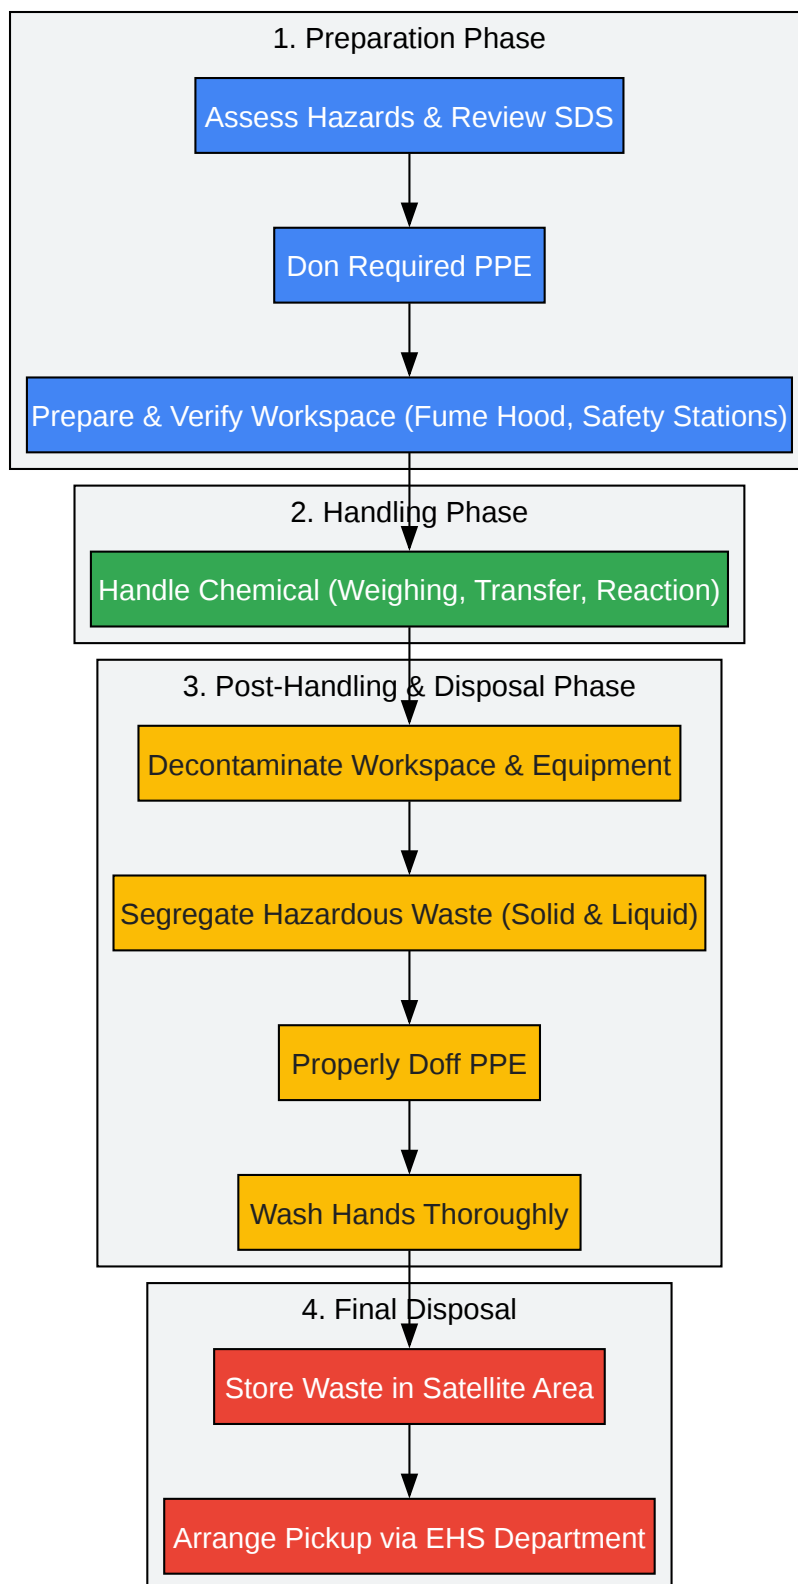 1. Preparation Phase
Assess Hazards & Review SDS
Don Required PPE
Prepare & Verify Workspace (Fume Hood, Safety Stations)
2. Handling Phase
Handle Chemical (Weighing, Transfer, Reaction)
3. Post-Handling & Disposal Phase
Decontaminate Workspace & Equipment
Segregate Hazardous Waste (Solid & Liquid)
Properly Doff PPE
Wash Hands Thoroughly
4. Final Disposal
Store Waste in Satellite Area
Arrange Pickup via EHS Department